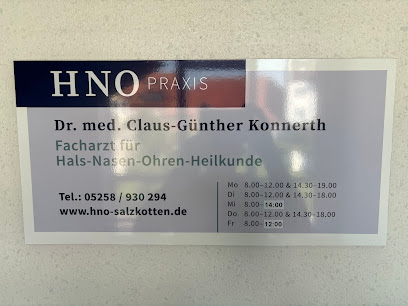 HNO PRAXIS
Dr. med. Claus-Günther Konnerth
Facharzt für
Hals-Nasen-Ohren-Heilkunde
Tel.: 05258 / 930 294
www.hno-salzkotten.de
Mo 8.00–12.00 & 14.30–19.00
Di 8.00–12.00 & 14.30–18.00
Mi 8.00–14:00
Do 8.00–12.00 & 14.30–18.00
Fr 8.00–12:00